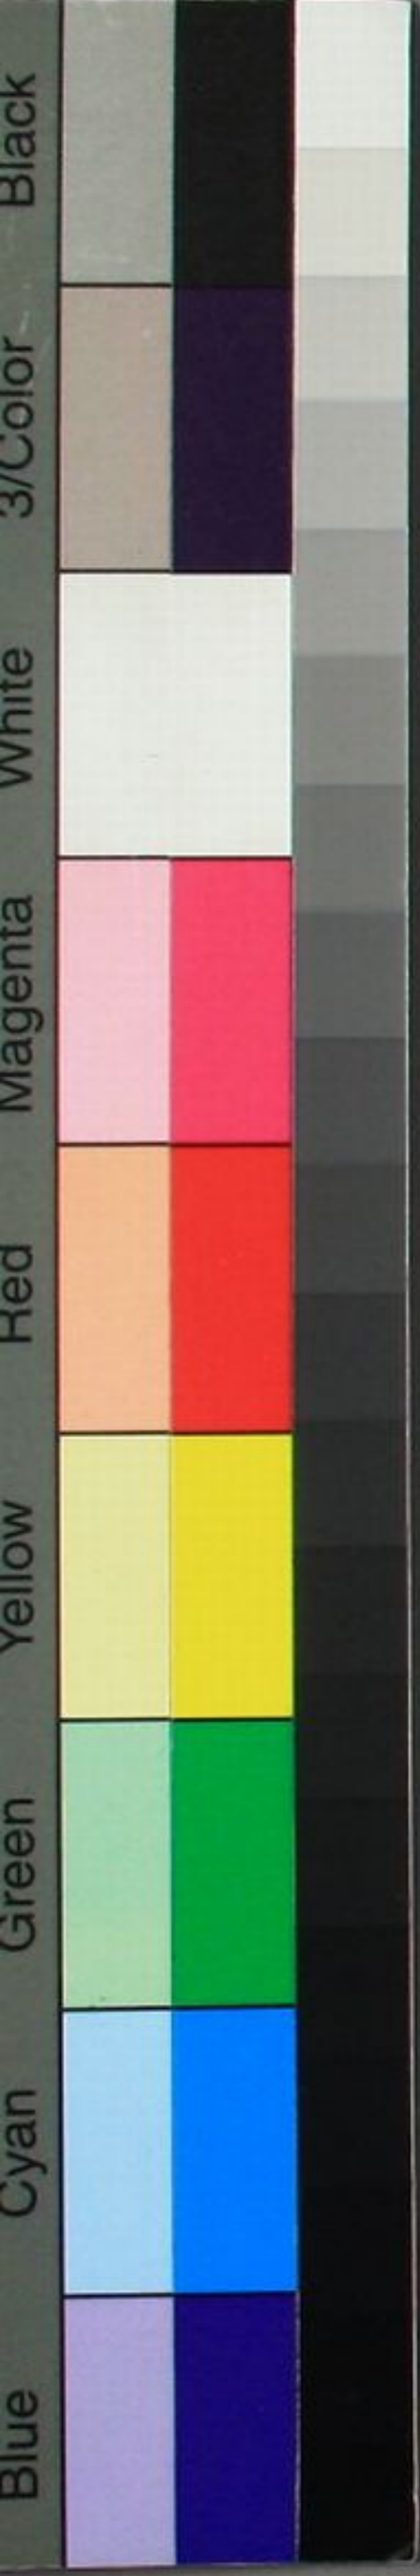 Black
3/Color
White
Magenta
Red
Yellow
Green
Cyan
Blue